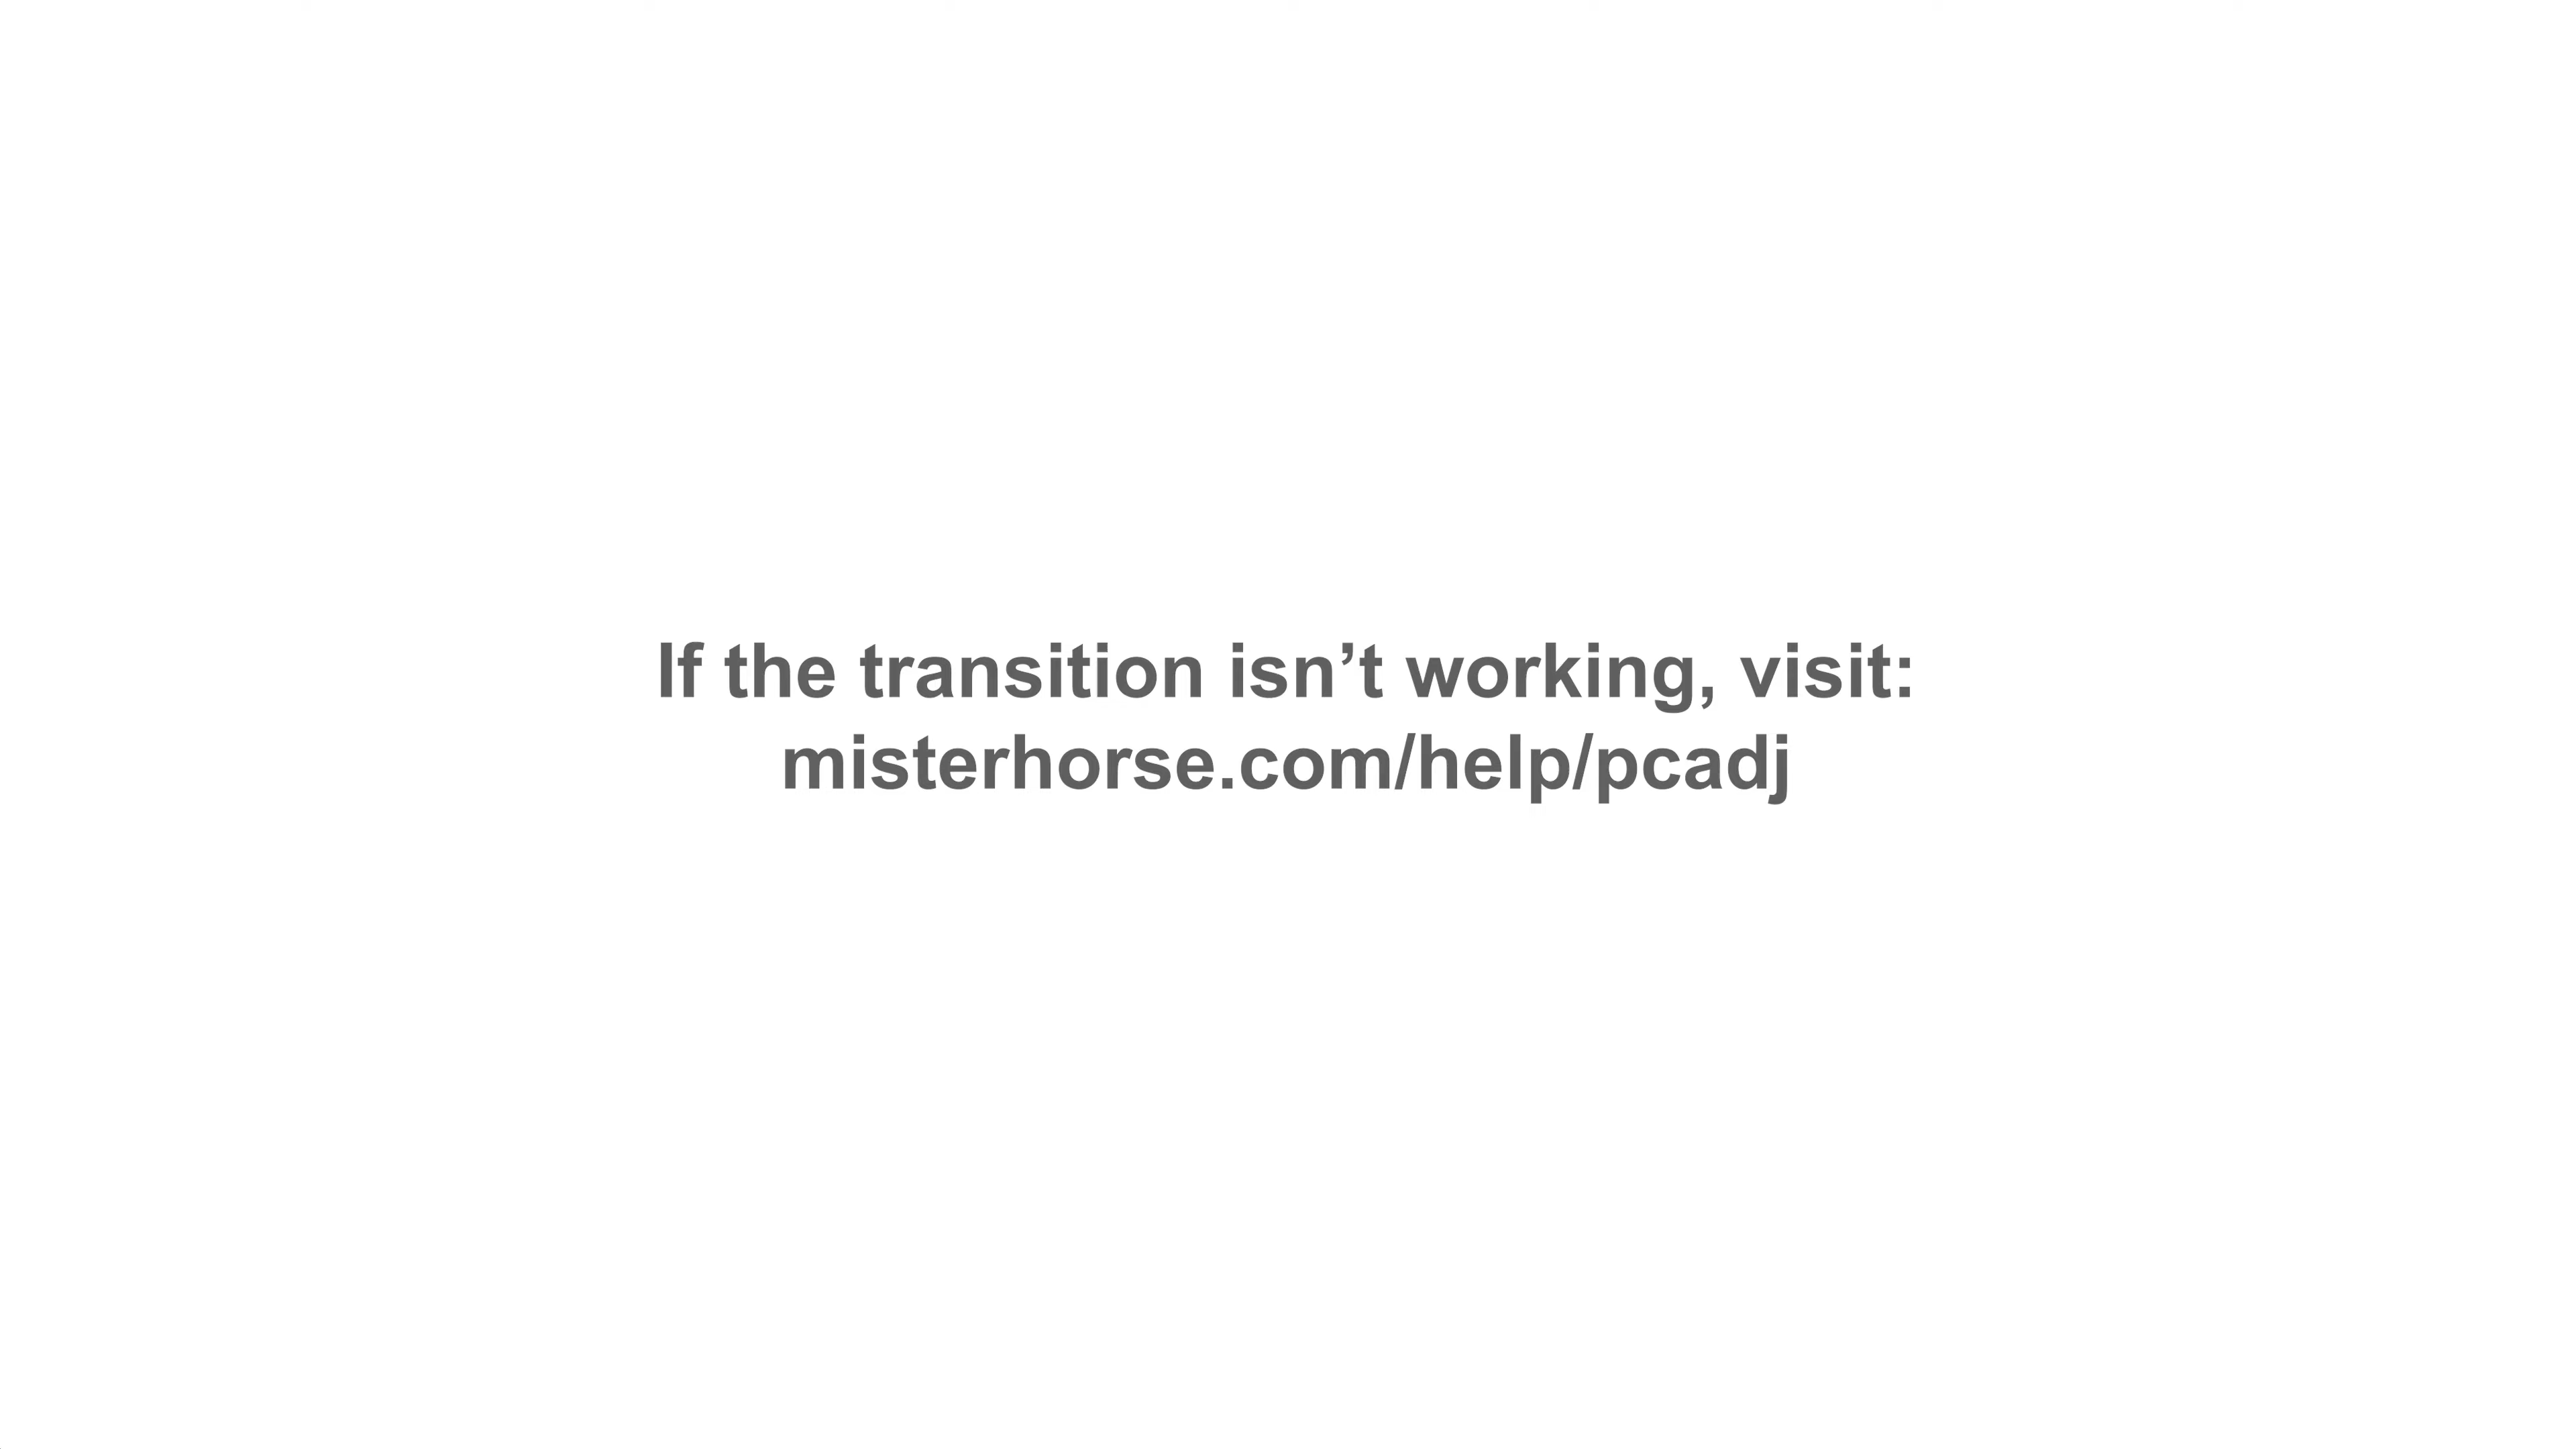 If the transition isn’t working, visit:
misterhorse.com/help/pcadj